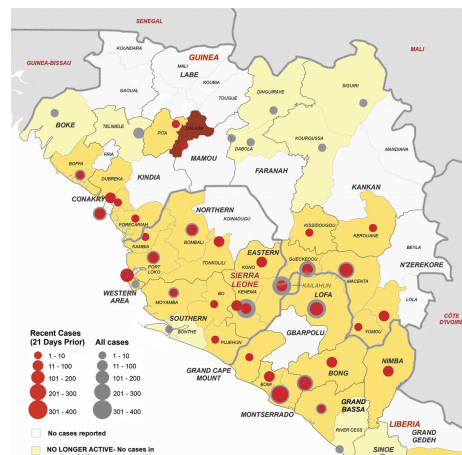 SENEGAL
GUINEA-BISSAU
MALI
KOUNDARA
GUINEA
MALI
LABE
KOUBIA
GAOUAL
TOUGUE
SIGUIRI
DINGUIRAYE
BOKE
TELIMELE
PITA
DALABA
DABOLA
KOUROUSSA
FRIA
MAMOU
MANDIANA
BOFFA
DUBREKA
KINDIA
FARANAH
KANKAN
CONAKRY
NORTHERN
KOINADUGU
FORECARIAH
KISSIDOUGOU
KEROUANE
KAMBIA
BOMBALI
BEYLA
TONKOLILI
EASTERN
KONO
GUECKEDOU
N'ZEREKORE
PORT
LOKO
MACENTA
SIERRA
LEONE
WESTERN
AREA
KAILAHUN
LOFA
LOLA
MOYAMBA
BO
KENEMA
CÔTE
D'IVOIRE
SOUTHERN
GBARPOLU
YOMOU
BONTHE
PUJEHUN
GRAND CAPE
MOUNT
BONG
NIMBA
BOMI
MONTSERRADO
GRAND
BASSA
LIBERIA
RIVER CESS
GRAND
GEDEH
SINOE
Recent Cases
(21 Days Prior)
1 - 10
11 - 100
101 - 200
201 - 300
301 - 400
All cases
1 - 10
11 - 100
101 - 200
201 - 300
301 - 400
No cases reported
NO LONGER ACTIVE- No cases in